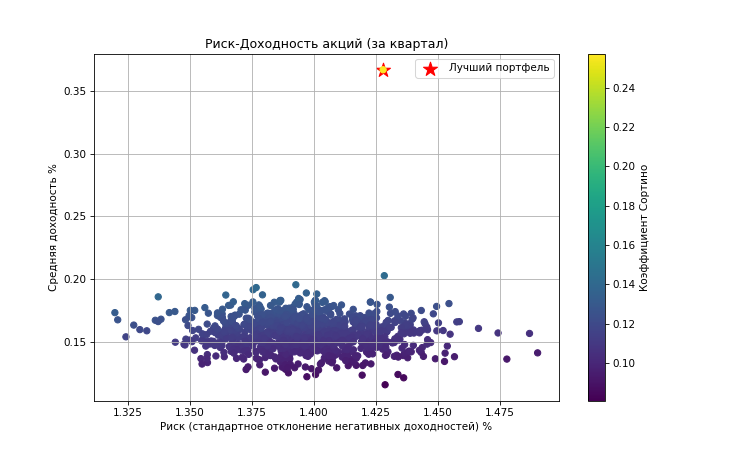 Риск-Доходность акций (за квартал)
Лучший портфель
Средняя доходность %
0.35
0.30
0.25
0.20
0.15
1.325 1.350 1.375 1.400 1.425 1.450 1.475
Риск (стандартное отклонение негативных доходностей) %
0.24
0.22
0.20
0.18
0.16
0.14
0.12
0.10
Коэффициент Сортино